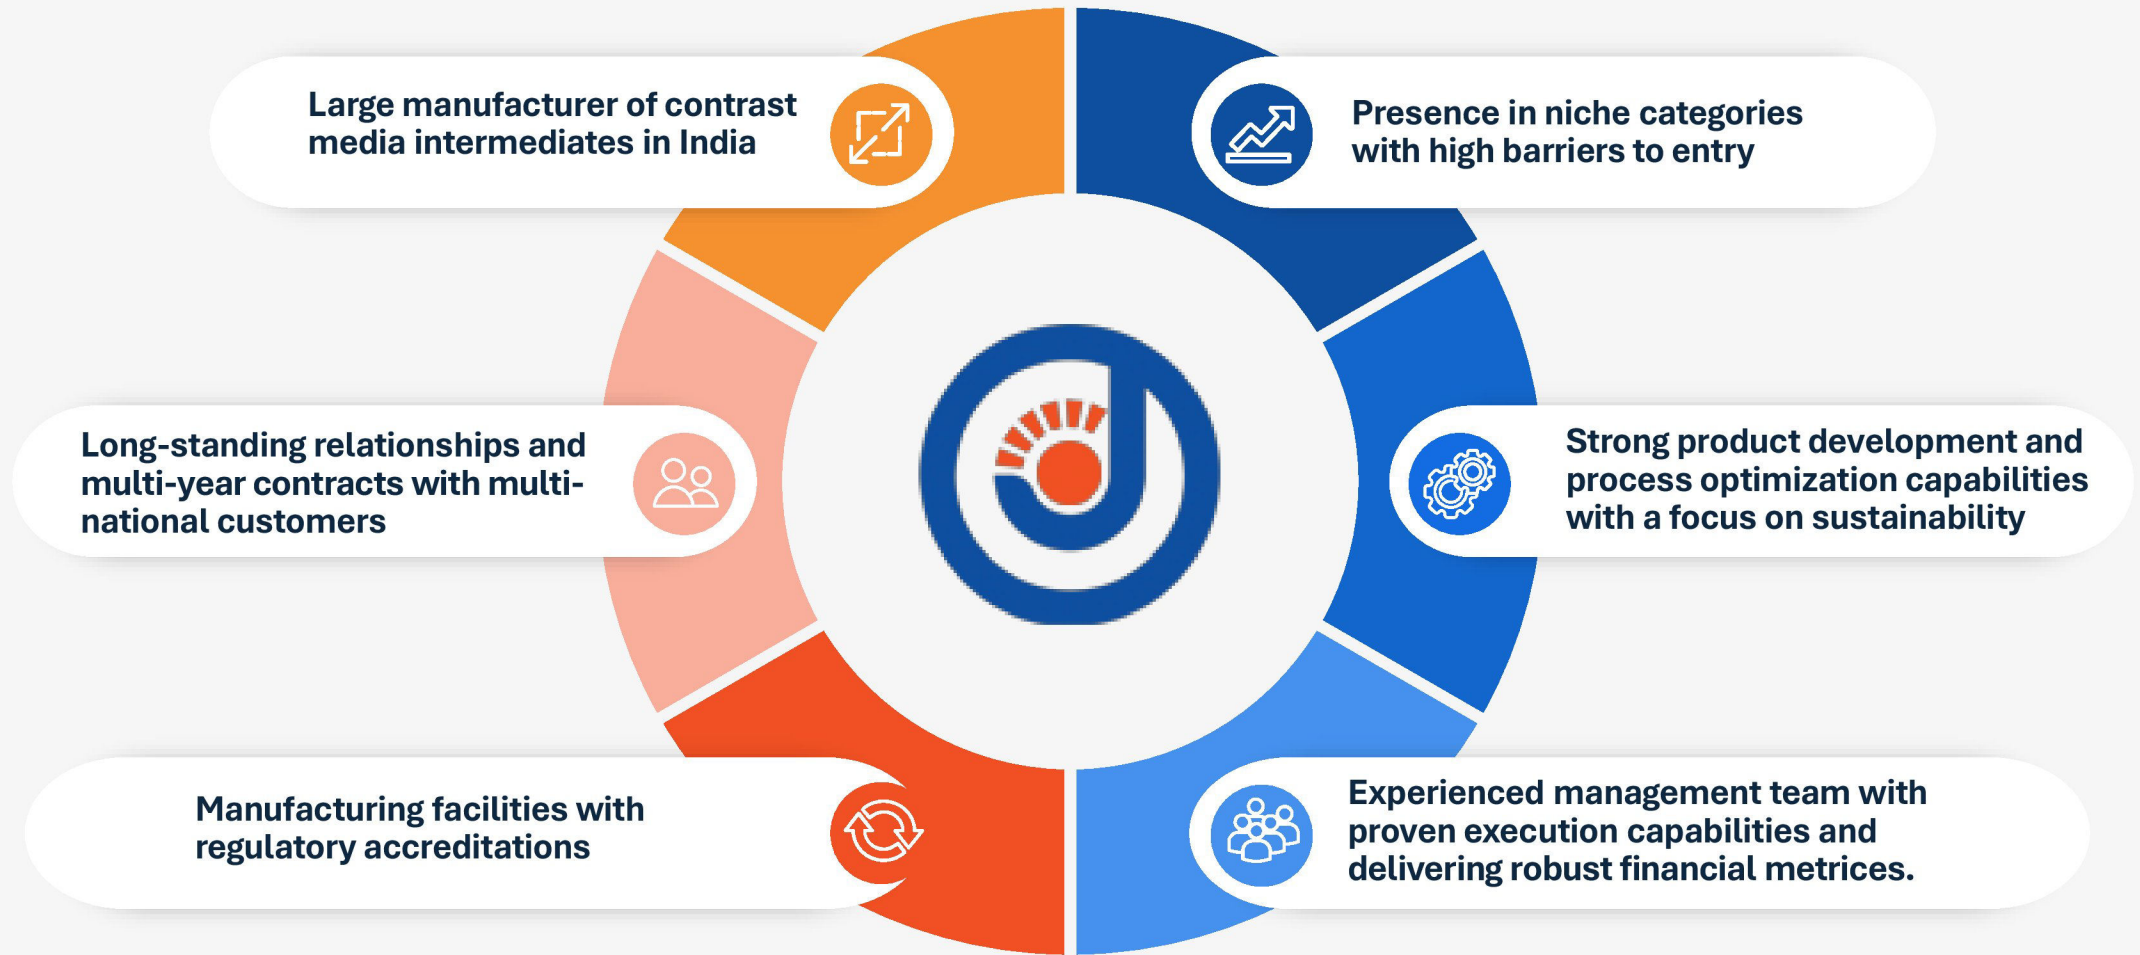 Large manufacturer of contrast
media intermediates in India
Presence in niche categories
with high barriers to entry
Long-standing relationships and
multi-year contracts with multi-
national customers
Strong product development and
process optimization capabilities
with a focus on sustainability
Manufacturing facilities with
regulatory accreditations
Experienced management team with
proven execution capabilities and
delivering robust financial metrices.